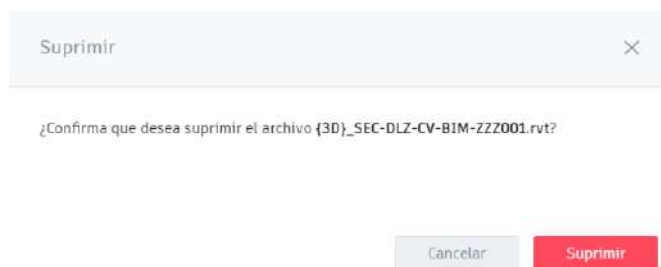 Suprimir
¿Confirma que desea suprimir el archivo {3D}_SEC-DLZ-CV-BIM-ZZZ001.rvt?
Cancelar Suprimir